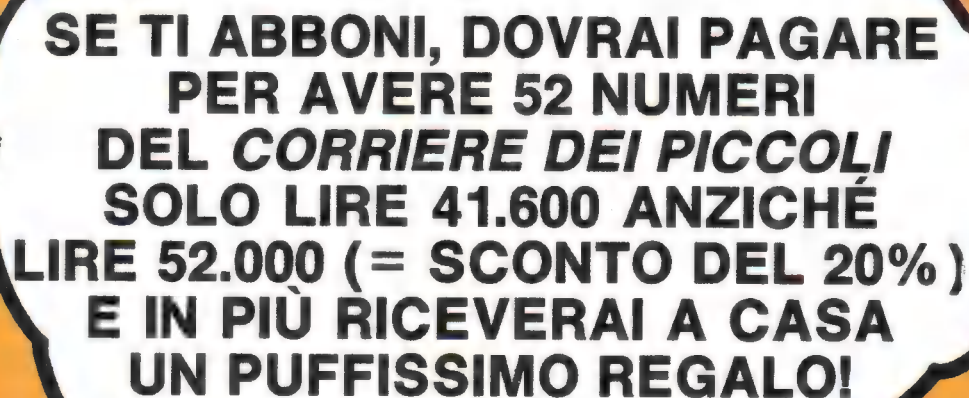 SE TI ABBONI, DOVRAI PAGARE
PER AVERE 52 NUMERI
DEL CORRIERE DEI PICCOLI
SOLO LIRE 41.600 ANZICHÉ
LIRE 52.000 (= SCONTO DEL 20%)
E IN PIÙ RICEVERAI A CASA
UN PUFFISSIMO REGALO!